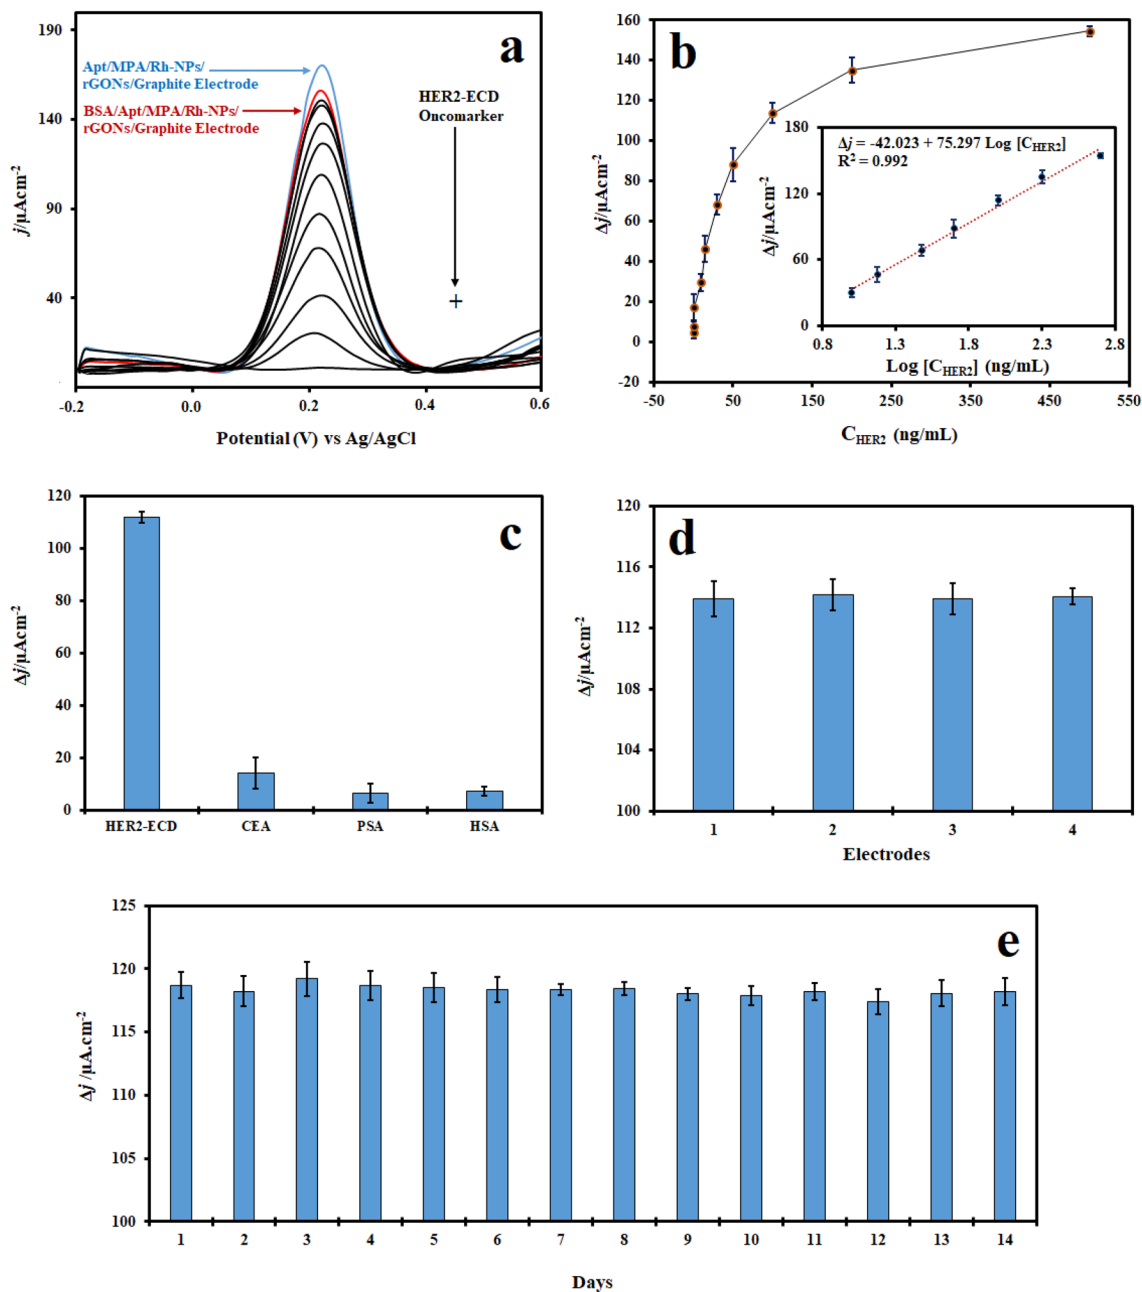 a
190
140
90
40
j/µAcm-2
Apt/MPA/Rh-NPs/
rGONs/Graphite Electrode
BSA/Apt/MPA/Rh-NPs/
rGONs/Graphite Electrode
HER2-ECD
Oncomarker
+
-0.2
0.0
0.2
0.4
0.6
Potential (V) vs Ag/AgCl
b
160
140
120
100
80
60
40
20
0
-20
Δj/µAcm-2
-50
50
150
250
350
450
550
CHER2 (ng/mL)
180
120
60
0
Δj/µAcm-2
Δj = -42.023 + 75.297 Log [CHER2]
R2 = 0.992
0.8
1.3
1.8
2.3
2.8
Log [CHER2] (ng/mL)
c
120
100
80
60
40
20
0
Δj/µAcm-2
HER2-ECD
CEA
PSA
HSA
d
120
116
112
108
104
100
Δj/µAcm-2
1
2
3
4
Electrodes
e
125
120
115
110
105
100
Δj /µA.cm-2
1
2
3
4
5
6
7
8
9
10
11
12
13
14
Days